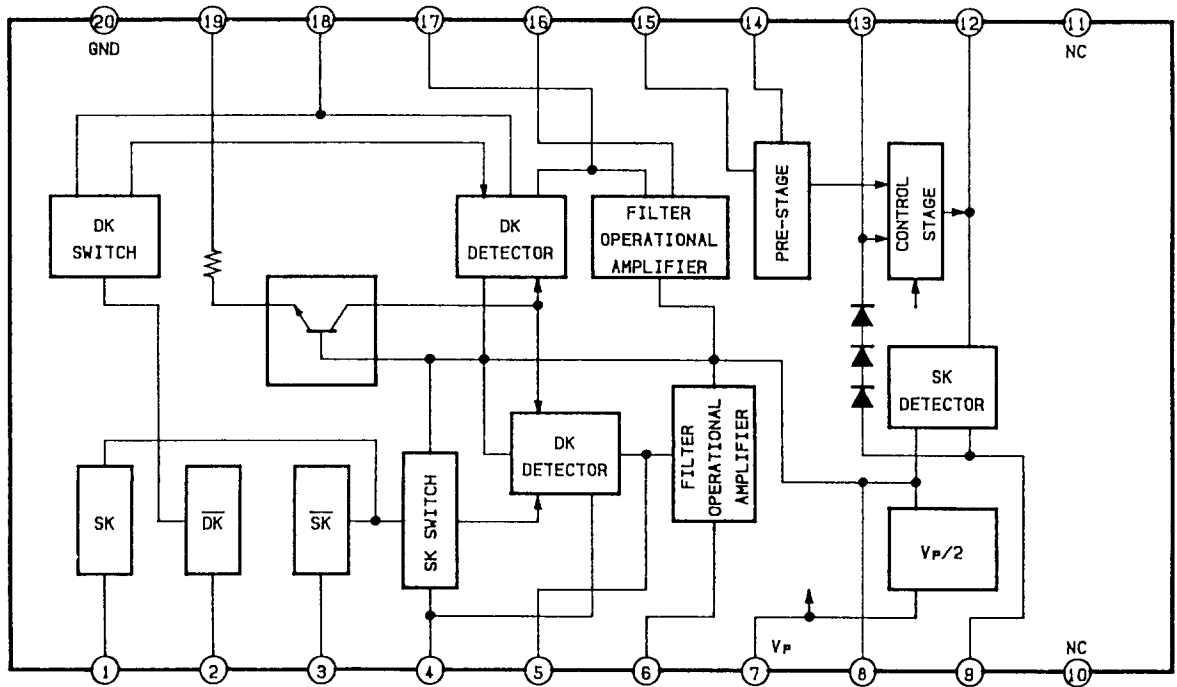 20 19 18 17 16 15 14 13 12 11
GND
NC
DK
SWITCH
DK
DETECTOR
FILTER
OPERATIONAL
AMPLIFIER
PRE-STAGE
CONTROL
STAGE
SK
DETECTOR
DK
DETECTOR
FILTER
OPERATIONAL
AMPLIFIER
SK
D̅K̅
S̅K̅
SK SWITCH
VP/2
VP
NC
1 2 3 4 5 6 7 8 9 10